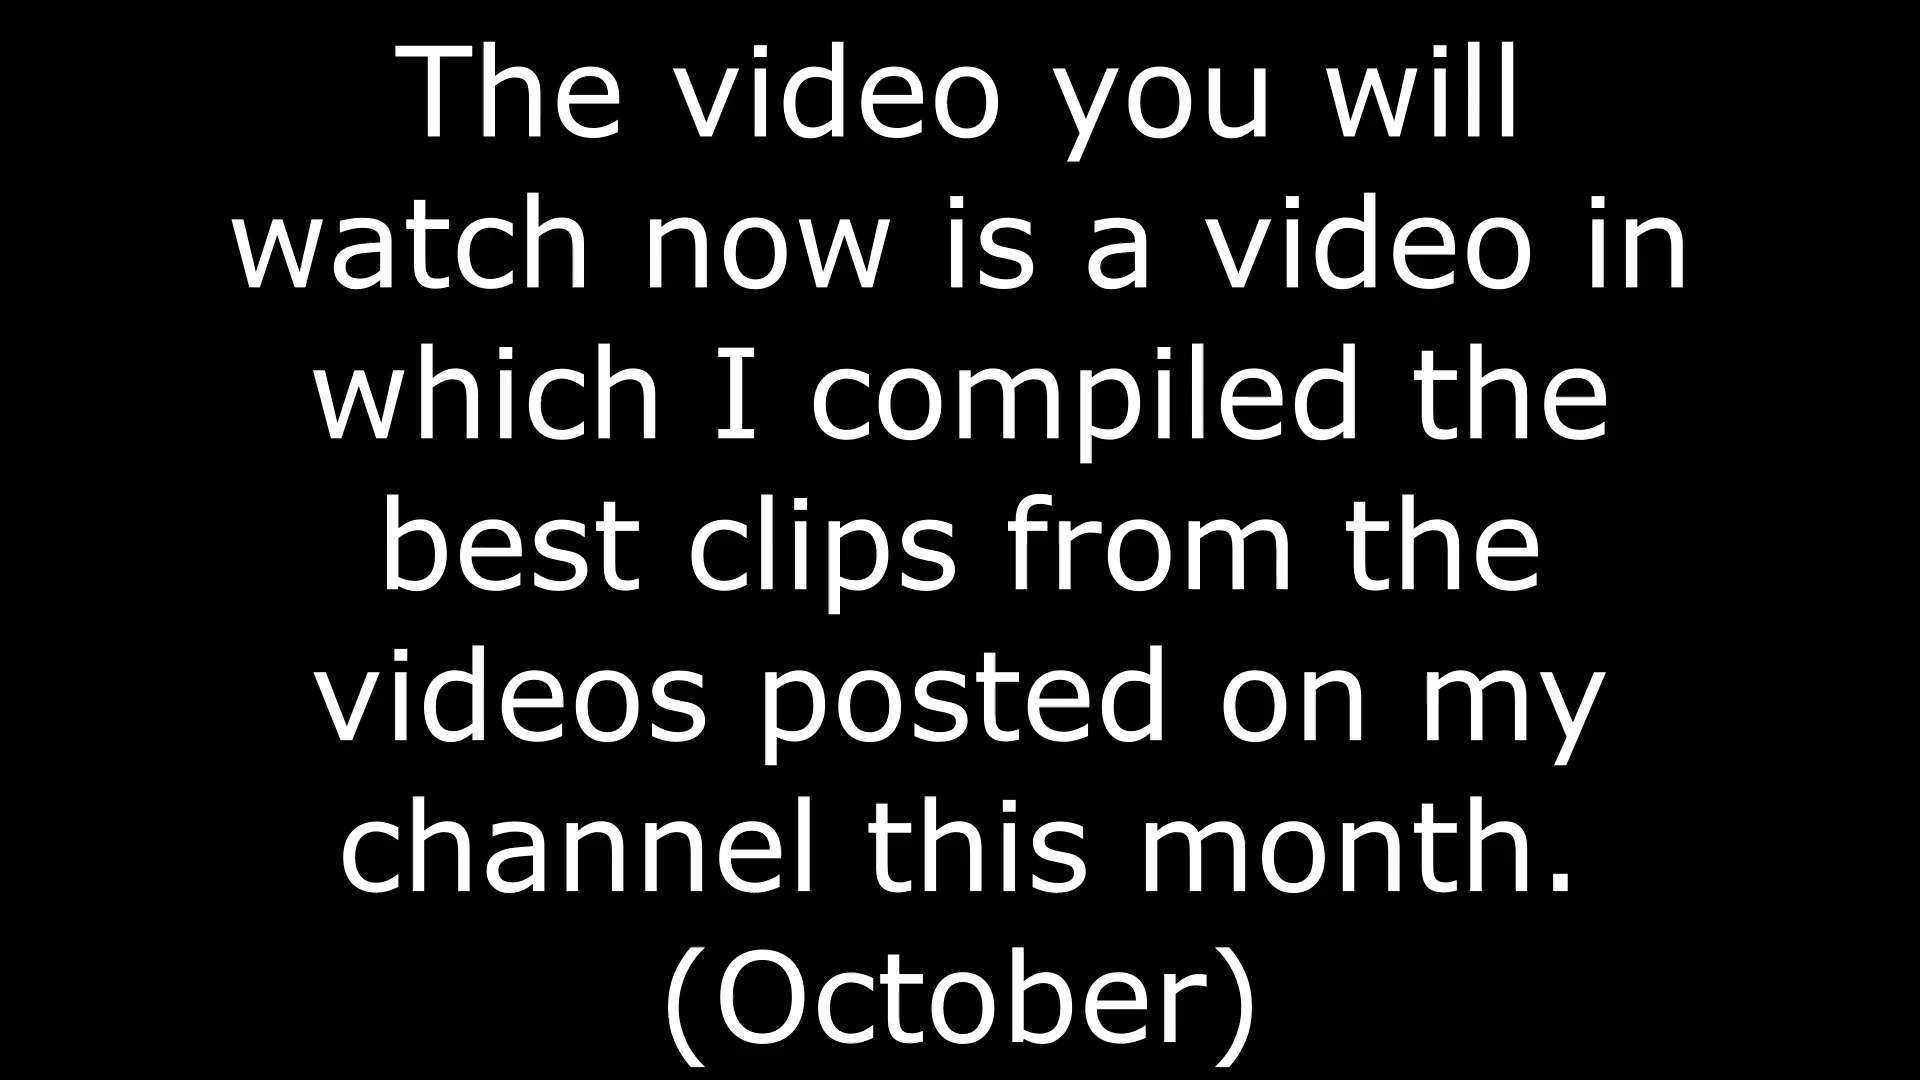 The video you will
watch now is a video in
which I compiled the
best clips from the
videos posted on my
channel this month.
(October)